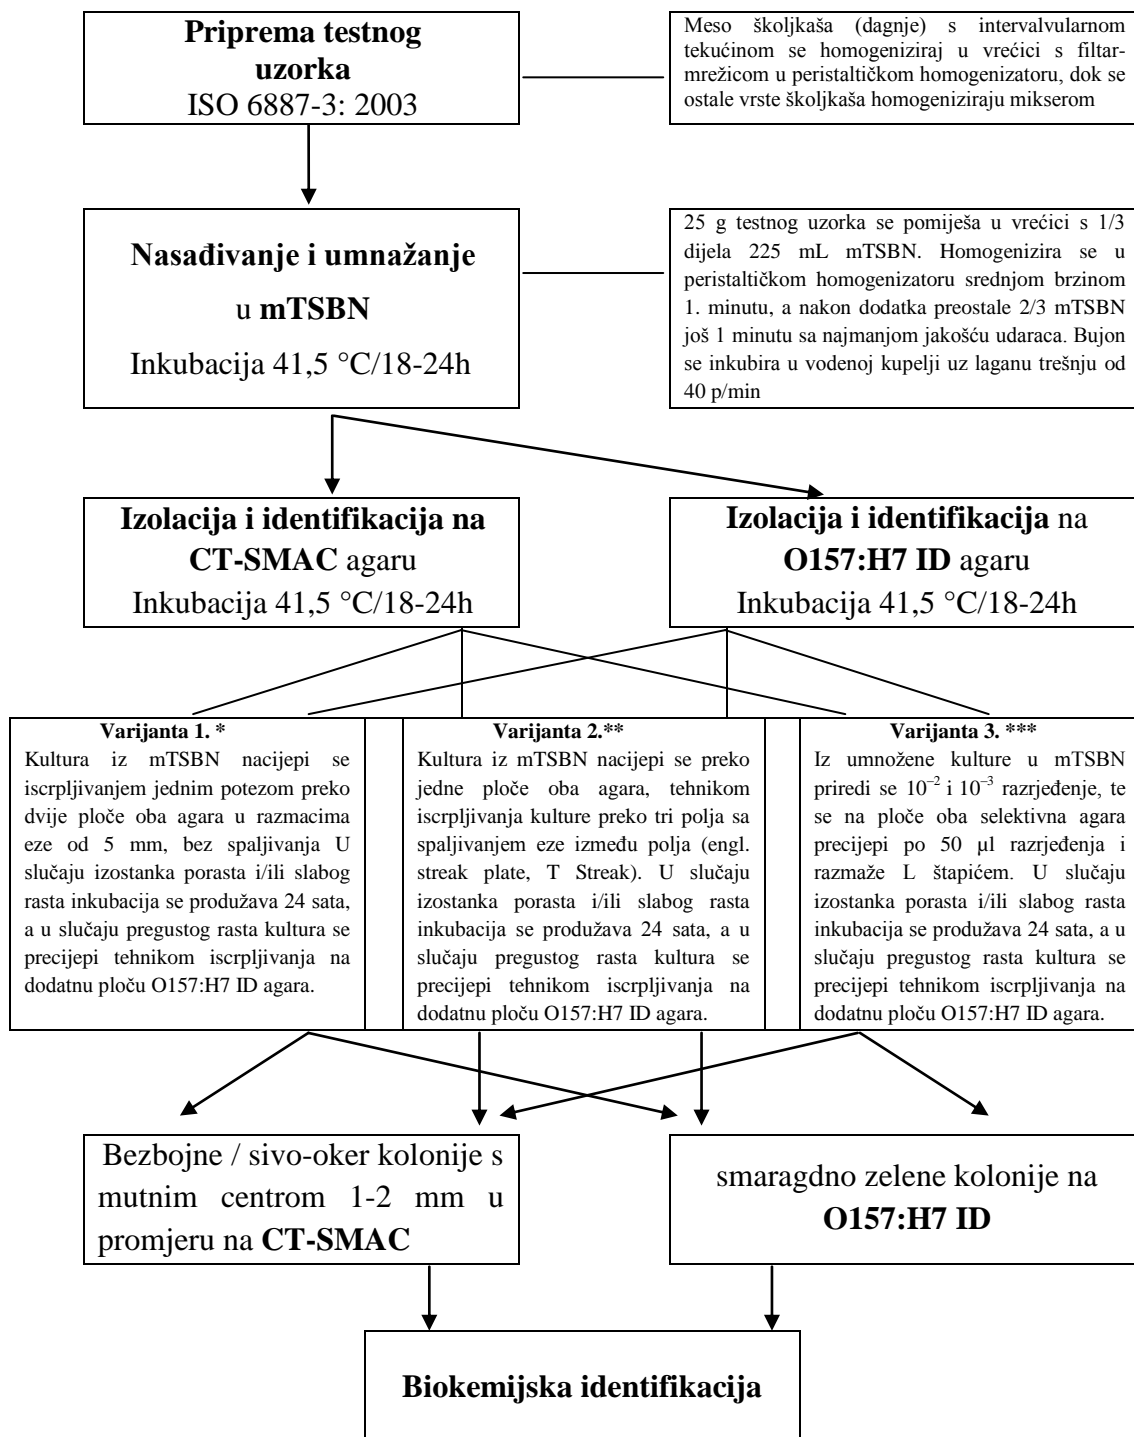 Priprema testnog
uzorka
ISO 6887-3: 2003
Meso školjkaša (dagnje) s intervalvularnom
tekućinom se homogeniziraj u vrećici s filtar-
mrežicom u peristaltičkom homogenizatoru, dok se
ostale vrste školjkaša homogeniziraju mikserom
Nasađivanje i umnažanje
u mTSBN
Inkubacija 41,5 °C/18-24h
25 g testnog uzorka se pomiješa u vrećici s 1/3
dijela 225 mL mTSBN. Homogenizira se u
peristaltičkom homogenizatoru srednjom brzinom
1. minutu, a nakon dodatka preostale 2/3 mTSBN
još 1 minutu sa najmanjom jakošću udaraca. Bujon
se inkubira u vodenoj kupelji uz laganu trešnju od
40 p/min
Izolacija i identifikacija na
CT-SMAC agaru
Inkubacija 41,5 °C/18-24h
Izolacija i identifikacija na
O157:H7 ID agaru
Inkubacija 41,5 °C/18-24h
Varijanta 1. *
Kultura iz mTSBN nacijepi se
iscrpljivanjem jednim potezom preko
dvije ploče oba agara u razmacima
eze od 5 mm, bez spaljivanja U
slučaju izostanka porasta i/ili slabog
rasta inkubacija se produžava 24 sata,
a u slučaju pregustog rasta kultura se
precijepi tehnikom iscrpljivanja na
dodatnu ploču O157:H7 ID agara.
Varijanta 2.**
Kultura iz mTSBN nacijepi se preko
jedne ploče oba agara, tehnikom
iscrpljivanja kulture preko tri polja sa
spaljivanjem eze između polja (engl.
streak plate, T Streak). U slučaju
izostanka porasta i/ili slabog rasta
inkubacija se produžava 24 sata, a u
slučaju pregustog rasta kultura se
precijepi tehnikom iscrpljivanja na
dodatnu ploču O157:H7 ID agara.
Varijanta 3. ***
Iz umnožene kulture u mTSBN
priredi se 10⁻² i 10⁻³ razrjeđenje, te
se na ploče oba selektivna agara
precijepi po 50 µl razrjeđenja i
razmaže L štapićem. U slučaju
izostanka porasta i/ili slabog rasta
inkubacija se produžava 24 sata, a u
slučaju pregustog rasta kultura se
precijepi tehnikom iscrpljivanja na
dodatnu ploču O157:H7 ID agara.
Bezbojne / sivo-oker kolonije s
mutnim centrom 1-2 mm u
promjeru na CT-SMAC
smaragdno zelene kolonije na
O157:H7 ID
Biokemijska identifikacija